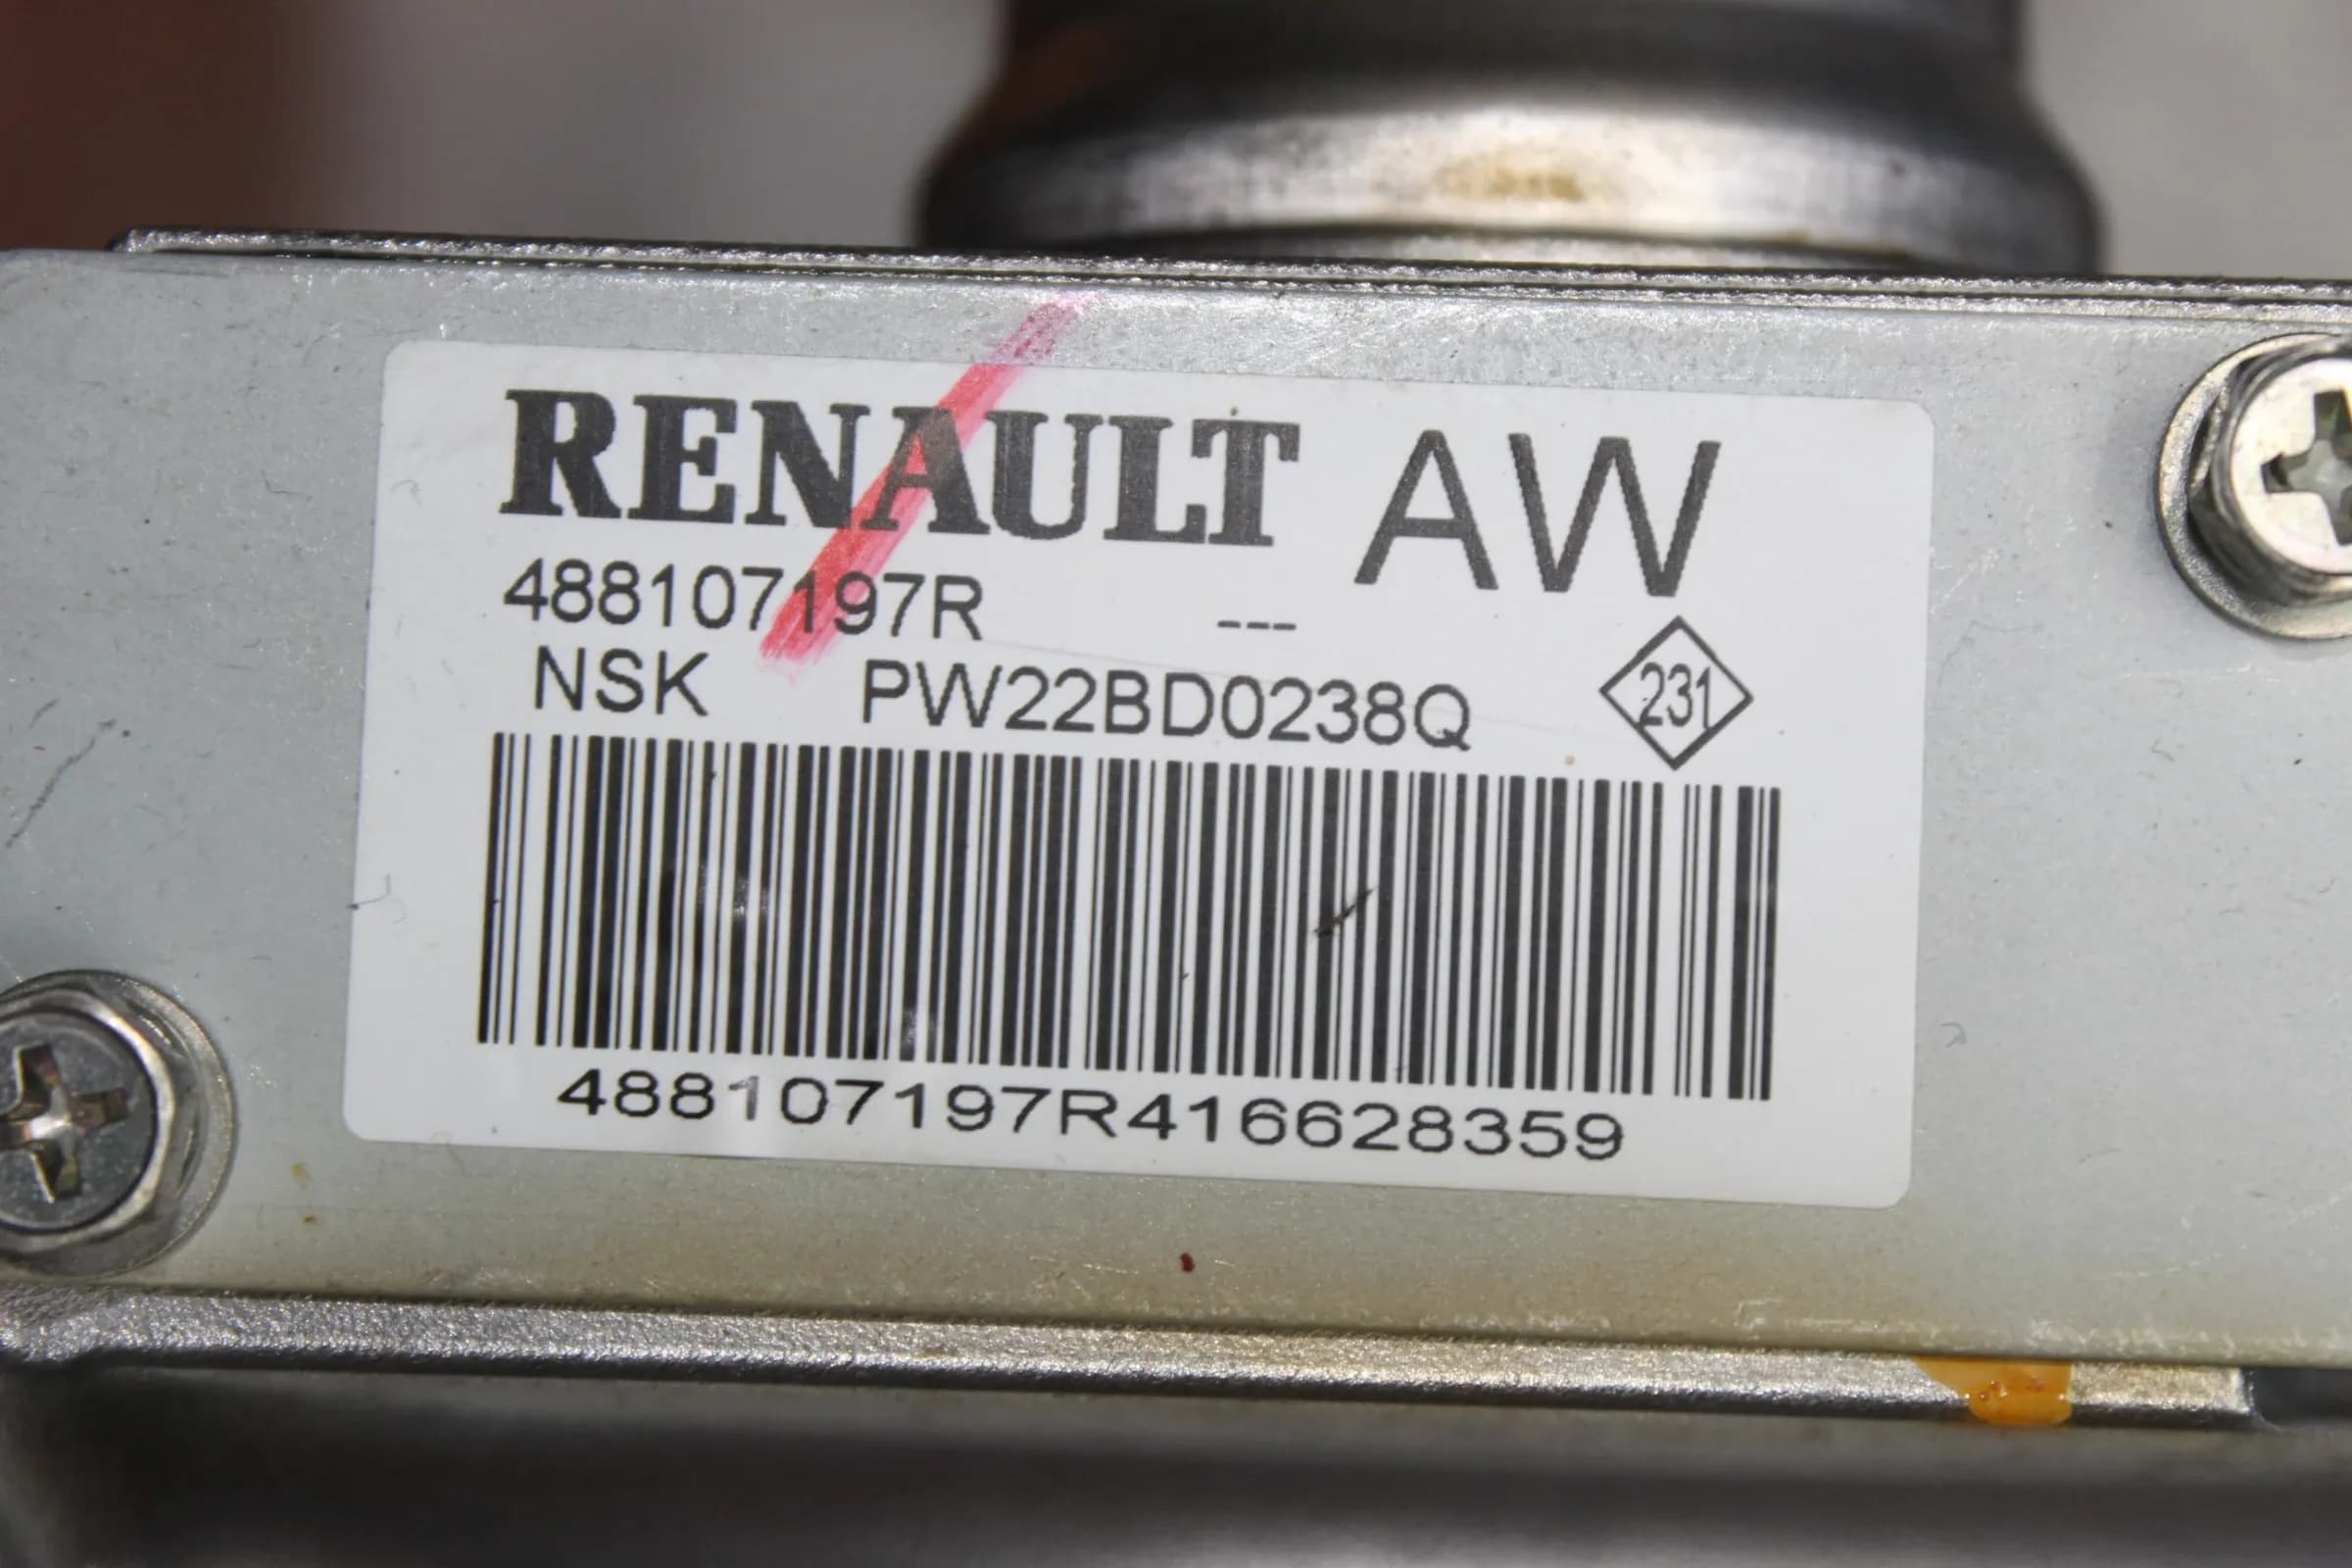 RENAULT AW
488107197R ---
NSK PW22BD0238Q 231
488107197R416628359